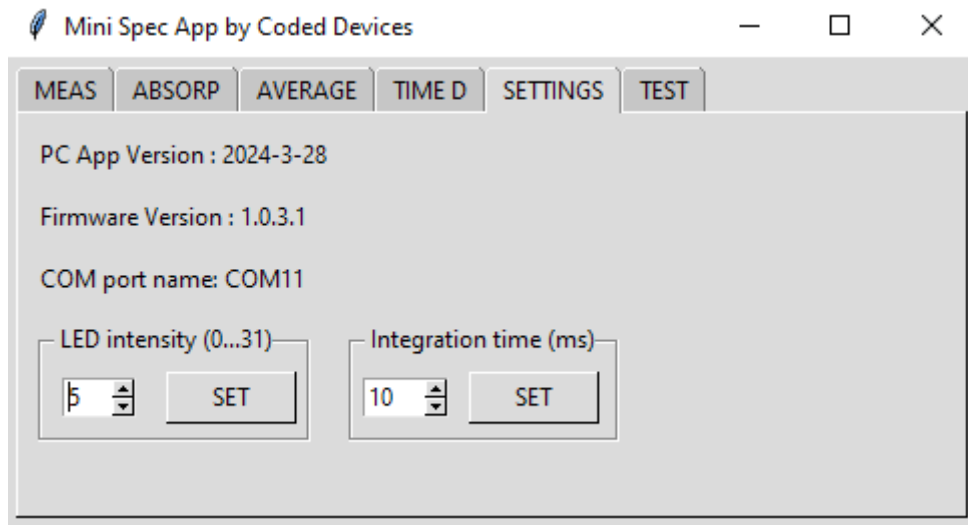 Mini Spec App by Coded Devices
MEAS ABSORP AVERAGE TIME D SETTINGS TEST
PC App Version : 2024-3-28
Firmware Version : 1.0.3.1
COM port name: COM11
LED intensity (0...31) Integration time (ms)
5 SET 10 SET